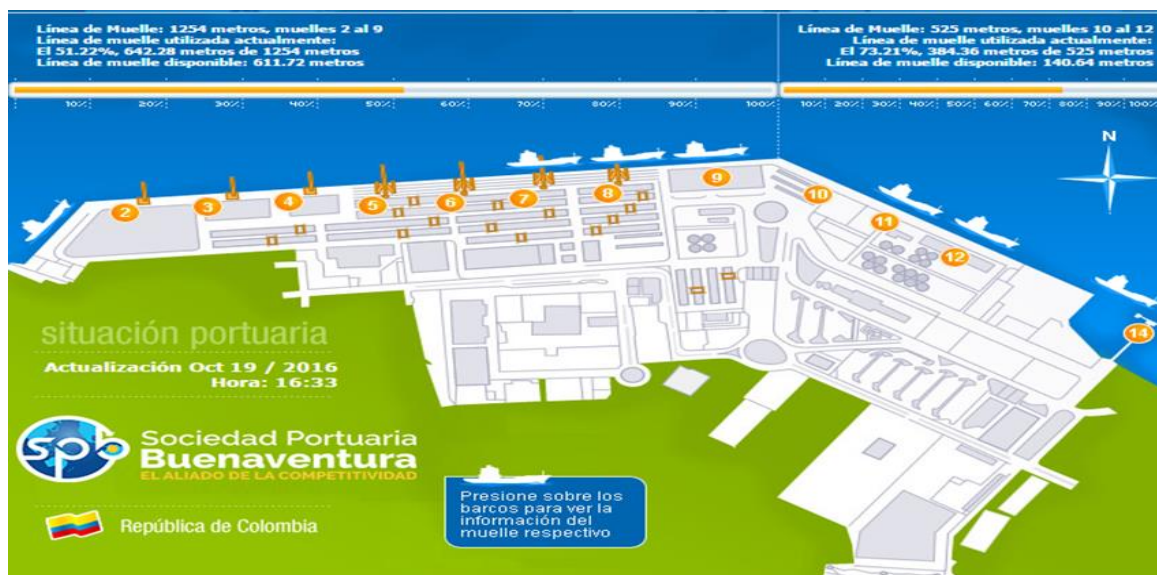 Línea de Muelle: 1254 metros, muelles 2 al 9
Línea de muelle utilizada actualmente:
El 51.22%, 642.28 metros de 1254 metros
Línea de muelle disponible: 611.72 metros
Línea de Muelle: 525 metros, muelles 10 al 12
Línea de muelle utilizada actualmente:
El 73.21%, 384.36 metros de 525 metros
Línea de muelle disponible: 140.64 metros
10% 20% 30% 40% 50% 60% 70% 80% 90% 100%
10% 20% 30% 40% 50% 60% 70% 80% 90% 100%
N
2 3 4 5 6 7 8 9 10 11 12 14
situación portuaria
Actualización Oct 19 / 2016
Hora: 16:33
spb
Sociedad Portuaria
Buenaventura
EL ALIADO DE LA COMPETITIVIDAD
República de Colombia
Presione sobre los
barcos para ver la
información del
muelle respectivo